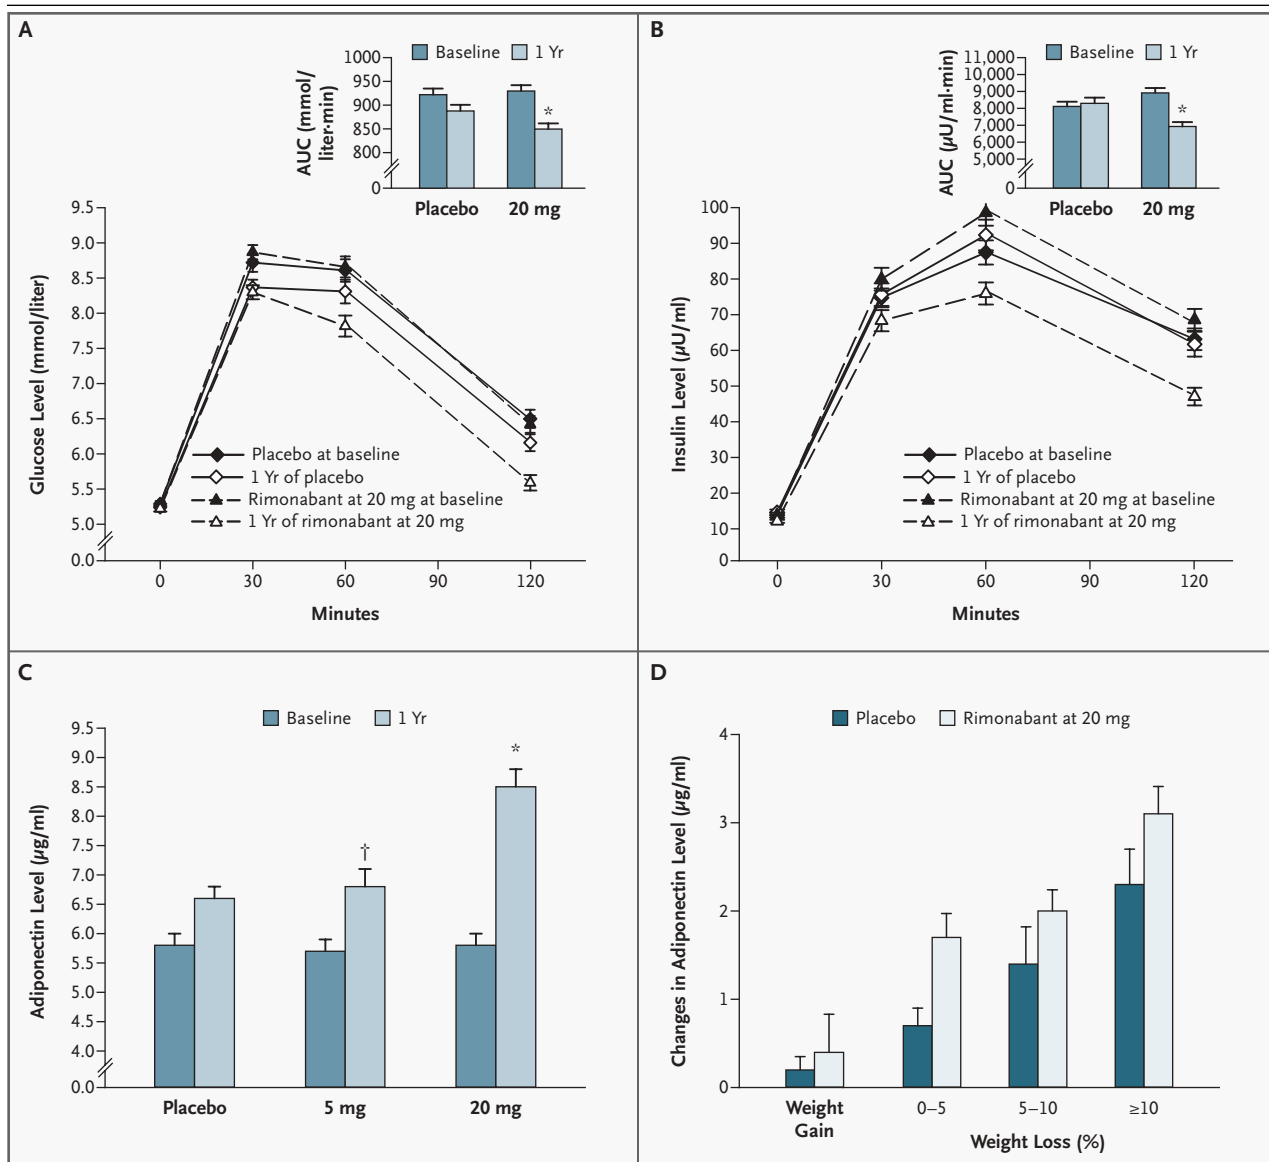 A
Baseline
1 Yr
AUC (mmol/
liter·min)
1000
950
900
850
800
0
*
Placebo
20 mg
Glucose Level (mmol/liter)
9.5
9.0
8.5
8.0
7.5
7.0
6.5
6.0
5.5
5.0
0.0
Placebo at baseline
1 Yr of placebo
Rimonabant at 20 mg at baseline
1 Yr of rimonabant at 20 mg
0
30
60
90
120
Minutes
B
Baseline
1 Yr
AUC (µU/ml·min)
11,000
10,000
9,000
8,000
7,000
6,000
5,000
0
*
Placebo
20 mg
Insulin Level (µU/ml)
100
90
80
70
60
50
40
30
20
10
0
Placebo at baseline
1 Yr of placebo
Rimonabant at 20 mg at baseline
1 Yr of rimonabant at 20 mg
0
30
60
90
120
Minutes
C
Baseline
1 Yr
Adiponectin Level (µg/ml)
9.5
9.0
8.5
8.0
7.5
7.0
6.5
6.0
5.5
5.0
4.5
4.0
0.0
†
*
Placebo
5 mg
20 mg
D
Placebo
Rimonabant at 20 mg
Changes in Adiponectin Level (µg/ml)
4
3
2
1
0
Weight
Gain
0–5
5–10
≥10
Weight Loss (%)